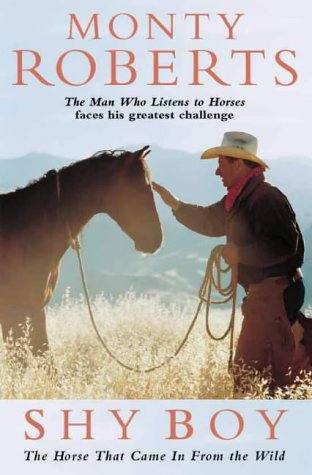 MONTY
ROBERTS
The Man Who Listens to Horses
faces his greatest challenge
SHY BOY
The Horse That Came In From the Wild